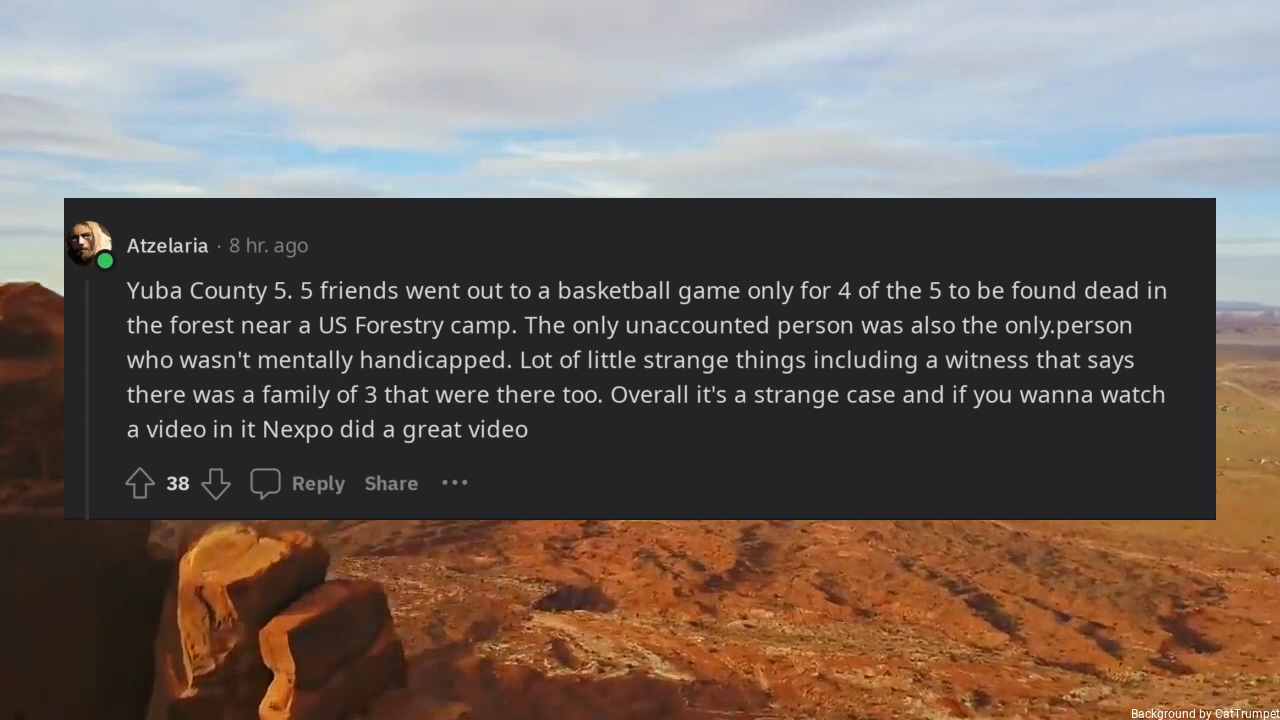 Atzelaria · 8 hr. ago
Yuba County 5. 5 friends went out to a basketball game only for 4 of the 5 to be found dead in
the forest near a US Forestry camp. The only unaccounted person was also the only.person
who wasn't mentally handicapped. Lot of little strange things including a witness that says
there was a family of 3 that were there too. Overall it's a strange case and if you wanna watch
a video in it Nexpo did a great video
38 Reply Share ···
Background by CatTrumpet